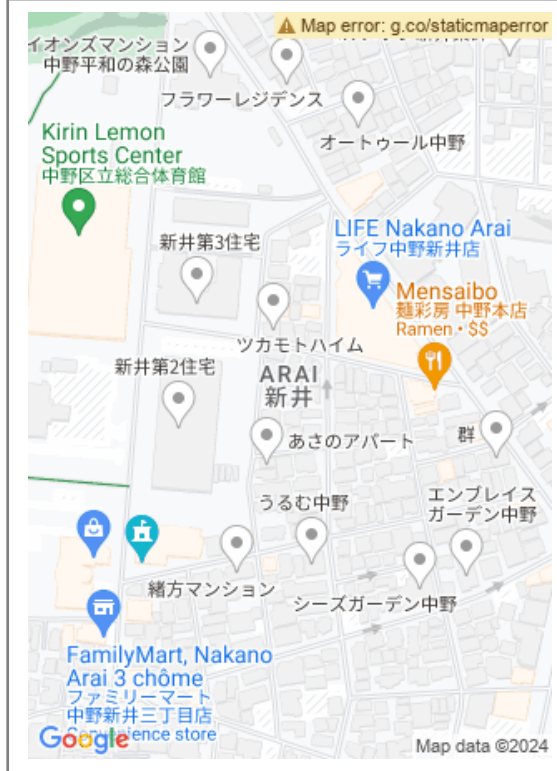 Map error: g.co/staticmaperror
イオンズマンション
中野平和の森公園
フラワーレジデンス
オートゥール中野
Kirin Lemon
Sports Center
中野区立総合体育館
LIFE Nakano Arai
ライフ中野新井店
新井第3住宅
Mensaibo
麺彩房 中野本店
Ramen • $$
ツカモトハイム
新井第2住宅
ARAI
新井
あさのアパート
群
うるむ中野
エンブレイス
ガーデン中野
緒方マンション
シーズガーデン中野
FamilyMart, Nakano
Arai 3 chôme
ファミリーマート
中野新井三丁目店
Convenience store
Google
Map data ©2024